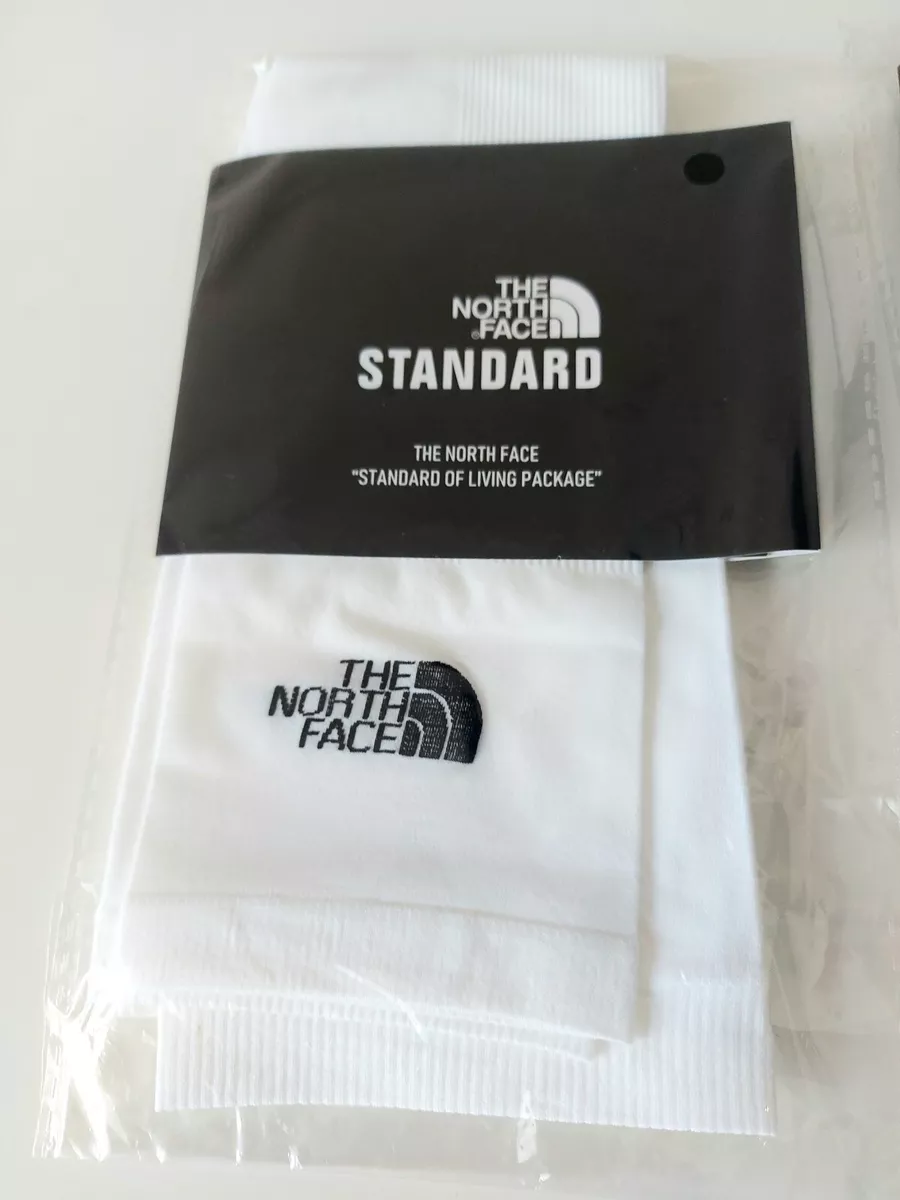 THE
NORTH
FACE
STANDARD
THE NORTH FACE
"STANDARD OF LIVING PACKAGE"
THE
NORTH
FACE